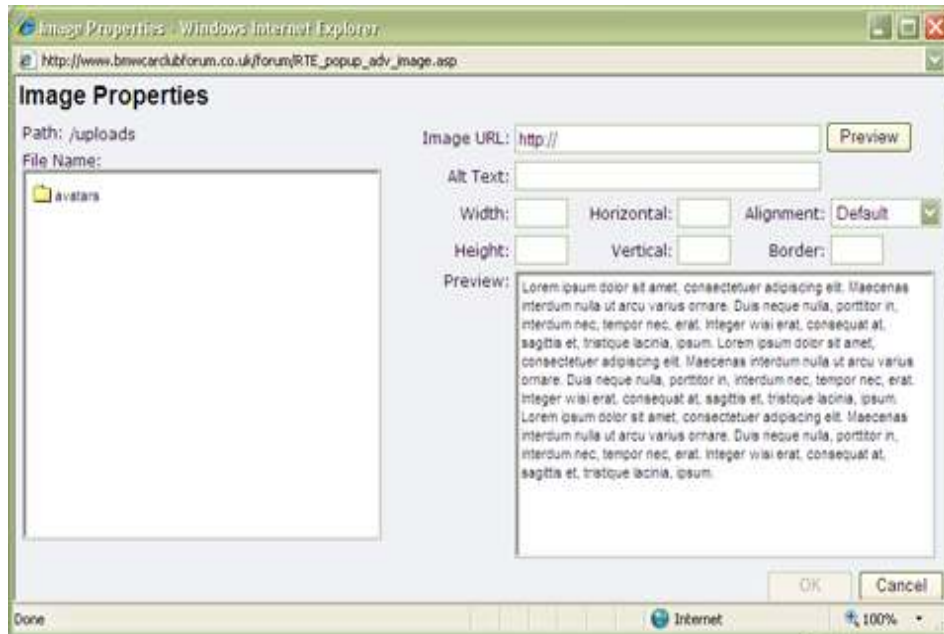 Image Properties - Windows Internet Explorer
http://www.bmwcarclubforum.co.uk/forum/RTE_popup_adv_image.asp
Image Properties
Path: /uploads
File Name:
avatars
Image URL: http:// Preview
Alt Text:
Width: Horizontal: Alignment: Default
Height: Vertical: Border:
Preview:
Lorem ipsum dolor sit amet, consectetuer adipiscing elit. Maecenas
interdum nulla ut arcu varius ornare. Duis neque nulla, porttitor in,
interdum nec, tempor nec, erat. Integer wisi erat, consequat at,
sagittis et, tristique lacinia, ipsum. Lorem ipsum dolor sit amet,
consectetuer adipiscing elit. Maecenas interdum nulla ut arcu varius
ornare. Duis neque nulla, porttitor in, interdum nec, tempor nec, erat.
Integer wisi erat, consequat at, sagittis et, tristique lacinia, ipsum.
Lorem ipsum dolor sit amet, consectetuer adipiscing elit. Maecenas
interdum nulla ut arcu varius ornare. Duis neque nulla, porttitor in,
interdum nec, tempor nec, erat. Integer wisi erat, consequat at,
sagittis et, tristique lacinia, ipsum.
OK Cancel
Done Internet 100%